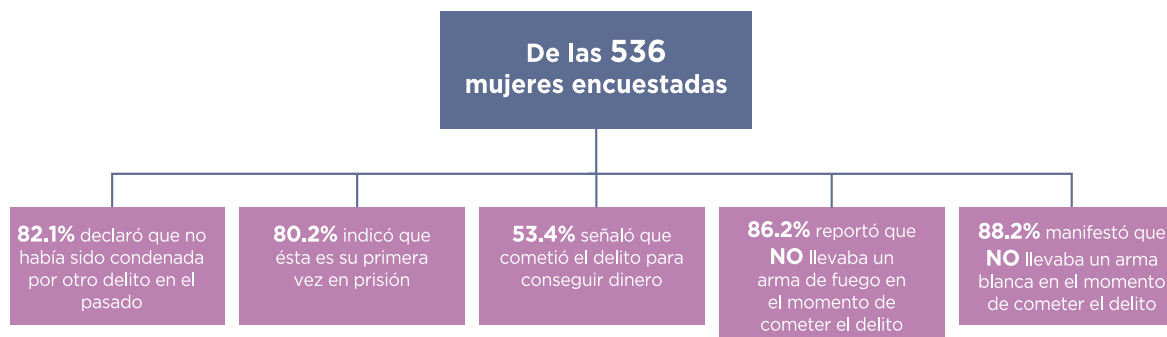 De las 536
mujeres encuestadas
82.1% declaró que no
había sido condenada
por otro delito en el
pasado
80.2% indicó que
ésta es su primera
vez en prisión
53.4% señaló que
cometió el delito para
conseguir dinero
86.2% reportó que
NO llevaba un
arma de fuego en
el momento de
cometer el delito
88.2% manifestó que
NO llevaba un arma
blanca en el momento
de cometer el delito